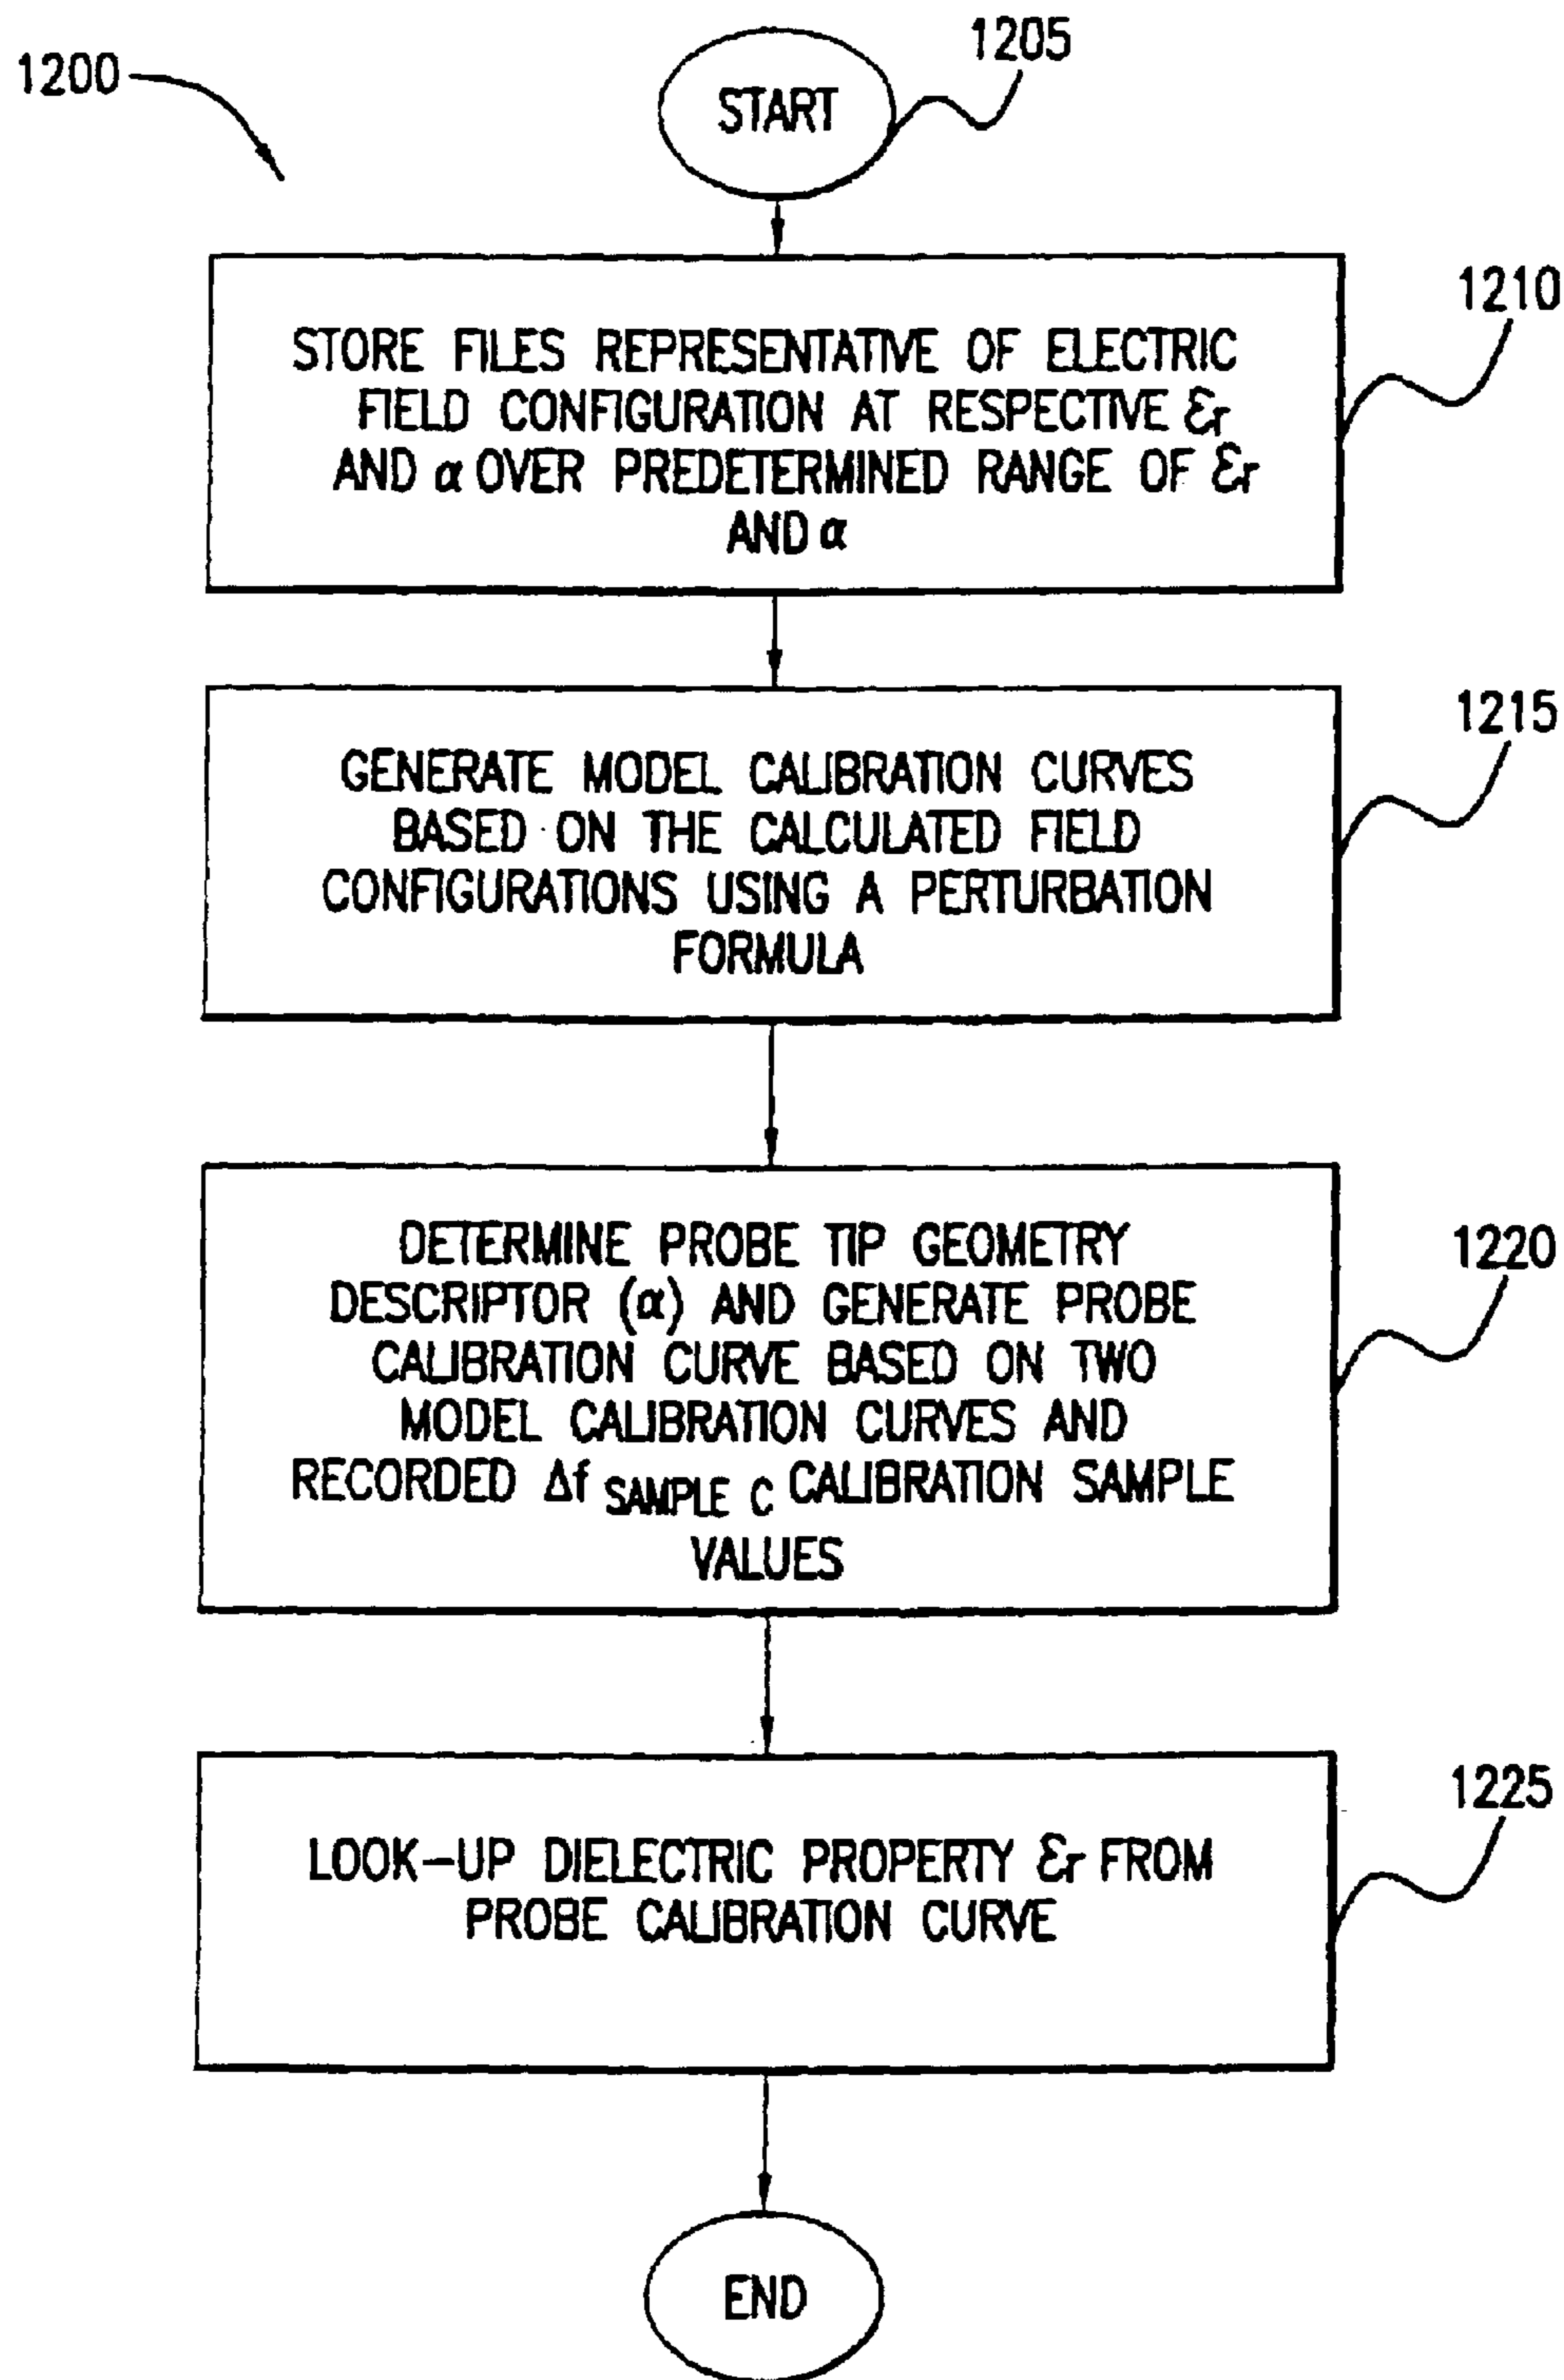 1200
START
1205
STORE FILES REPRESENTATIVE OF ELECTRIC
FIELD CONFIGURATION AT RESPECTIVE Ɛr
AND α OVER PREDETERMINED RANGE OF Ɛr
AND α
1210
GENERATE MODEL CALIBRATION CURVES
BASED ON THE CALCULATED FIELD
CONFIGURATIONS USING A PERTURBATION
FORMULA
1215
DETERMINE PROBE TIP GEOMETRY
DESCRIPTOR (α) AND GENERATE PROBE
CALIBRATION CURVE BASED ON TWO
MODEL CALIBRATION CURVES AND
RECORDED Δf SAMPLE C CALIBRATION SAMPLE
VALUES
1220
LOOK-UP DIELECTRIC PROPERTY Ɛr FROM
PROBE CALIBRATION CURVE
1225
END